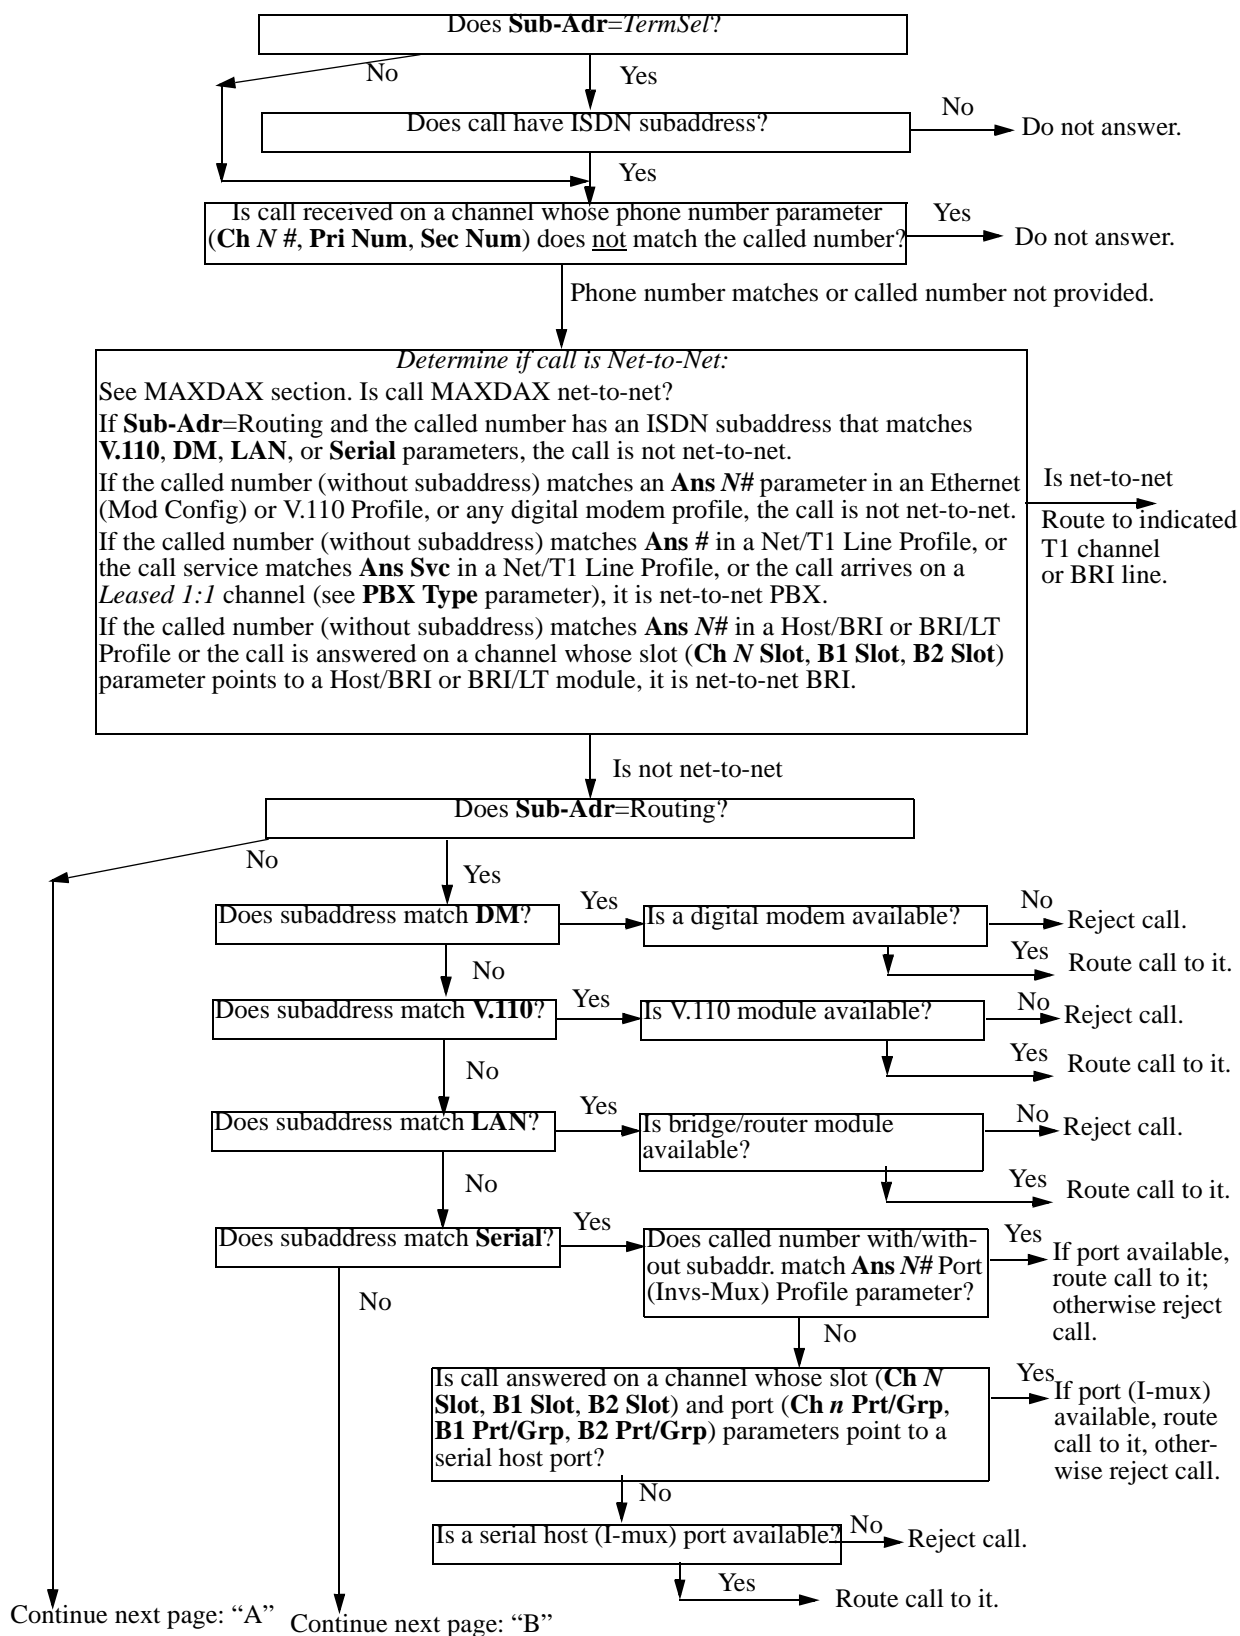 Does Sub-Adr=TermSel?
No
Yes
Does call have ISDN subaddress?
No
Do not answer.
Yes
Is call received on a channel whose phone number parameter
(Ch N #, Pri Num, Sec Num) does not match the called number?
Yes
Do not answer.
Phone number matches or called number not provided.
Determine if call is Net-to-Net:
See MAXDAX section. Is call MAXDAX net-to-net?
If Sub-Adr=Routing and the called number has an ISDN subaddress that matches
V.110, DM, LAN, or Serial parameters, the call is not net-to-net.
If the called number (without subaddress) matches an Ans N# parameter in an Ethernet
(Mod Config) or V.110 Profile, or any digital modem profile, the call is not net-to-net.
If the called number (without subaddress) matches Ans # in a Net/T1 Line Profile, or
the call service matches Ans Svc in a Net/T1 Line Profile, or the call arrives on a
Leased 1:1 channel (see PBX Type parameter), it is net-to-net PBX.
If the called number (without subaddress) matches Ans N# in a Host/BRI or BRI/LT
Profile or the call is answered on a channel whose slot (Ch N Slot, B1 Slot, B2 Slot)
parameter points to a Host/BRI or BRI/LT module, it is net-to-net BRI.
Is net-to-net
Route to indicated
T1 channel
or BRI line.
Is not net-to-net
Does Sub-Adr=Routing?
No
Yes
Does subaddress match DM?
Yes
Is a digital modem available?
No
Reject call.
Yes
Route call to it.
No
Does subaddress match V.110?
Yes
Is V.110 module available?
No
Reject call.
Yes
Route call to it.
No
Does subaddress match LAN?
Yes
Is bridge/router module
available?
No
Reject call.
Yes
Route call to it.
No
Does subaddress match Serial?
Yes
Does called number with/with-
out subaddr. match Ans N# Port
(Invs-Mux) Profile parameter?
Yes
If port available,
route call to it;
otherwise reject
call.
No
No
Is call answered on a channel whose slot (Ch N
Slot, B1 Slot, B2 Slot) and port (Ch n Prt/Grp,
B1 Prt/Grp, B2 Prt/Grp) parameters point to a
serial host port?
Yes
If port (I-mux)
available, route
call to it, other-
wise reject call.
No
Is a serial host (I-mux) port available?
No
Reject call.
Yes
Route call to it.
Continue next page: “A”
Continue next page: “B”